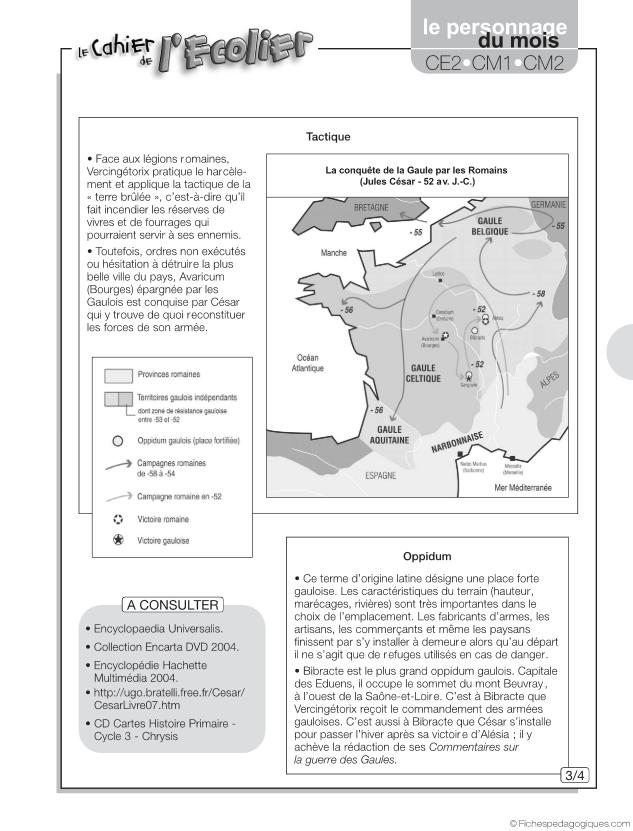 LE CAHIER DE L'ECOLIER
le personnage
du mois
CE2•CM1•CM2
Tactique
• Face aux légions romaines,
Vercingétorix pratique le harcèle-
ment et applique la tactique de la
« terre brûlée », c'est-à-dire qu'il
fait incendier les réserves de
vivres et de fourrages qui
pourraient servir à ses ennemis.
• Toutefois, ordres non exécutés
ou hésitation à détruire la plus
belle ville du pays, Avaricum
(Bourges) épargnée par les
Gaulois est conquise par César
qui y trouve de quoi reconstituer
les forces de son armée.
La conquête de la Gaule par les Romains
(Jules César - 52 av. J.-C.)
BRETAGNE
GERMANIE
GAULE
BELGIQUE
- 55
- 55
Manche
Lutèce
- 58
- 56
Cenabum
(Orléans)
- 52
Alésia
Avaricum
(Bourges)
Bibracte
Océan
Atlantique
- 52
GAULE
CELTIQUE
Gergovie
ALPES
- 56
GAULE
AQUITAINE
NARBONNAISE
ESPAGNE
Narbo Martius
(Narbonne)
Massalia
(Marseille)
Mer Méditerranée
Provinces romaines
Territoires gaulois indépendants
dont zone de résistance gauloise
entre -53 et -52
Oppidum gaulois (place fortifiée)
Campagnes romaines
de -58 à -54
Campagne romaine en -52
Victoire romaine
Victoire gauloise
A CONSULTER
• Encyclopaedia Universalis.
• Collection Encarta DVD 2004.
• Encyclopédie Hachette
Multimédia 2004.
• http://ugo.bratelli.free.fr/Cesar/
CesarLivre07.htm
• CD Cartes Histoire Primaire -
Cycle 3 - Chrysis
Oppidum
• Ce terme d'origine latine désigne une place forte
gauloise. Les caractéristiques du terrain (hauteur,
marécages, rivières) sont très importantes dans le
choix de l'emplacement. Les fabricants d'armes, les
artisans, les commerçants et même les paysans
finissent par s'y installer à demeure alors qu'au départ
il ne s'agit que de refuges utilisés en cas de danger.
• Bibracte est le plus grand oppidum gaulois. Capitale
des Eduens, il occupe le sommet du mont Beuvray,
à l'ouest de la Saône-et-Loire. C'est à Bibracte que
Vercingétorix reçoit le commandement des armées
gauloises. C'est aussi à Bibracte que César s'installe
pour passer l'hiver après sa victoire d'Alésia ; il y
achève la rédaction de ses Commentaires sur
la guerre des Gaules.
3/4
© Fichespedagogiques.com